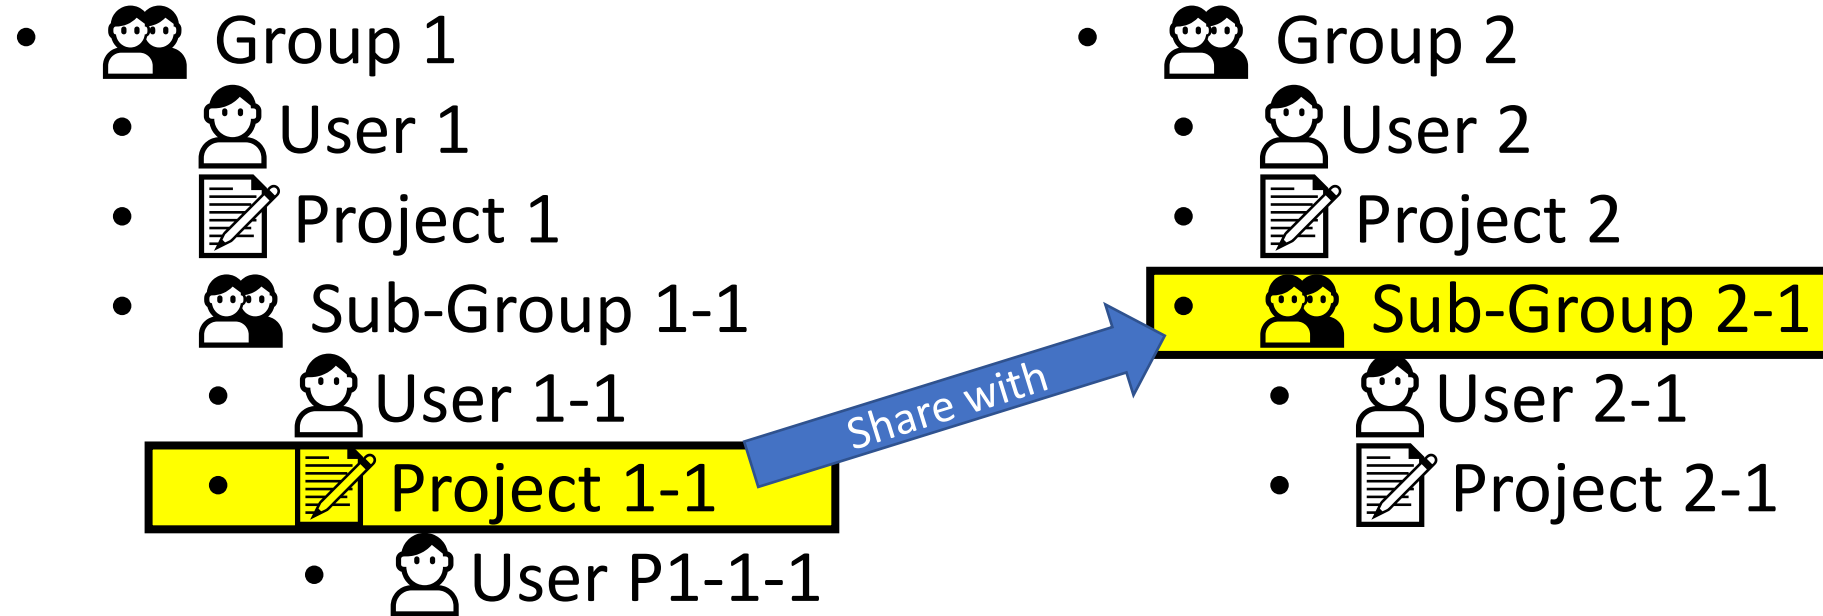 Group 1
User 1
Project 1
Sub-Group 1-1
User 1-1
Project 1-1
User P1-1-1
Share with
Group 2
User 2
Project 2
Sub-Group 2-1
User 2-1
Project 2-1